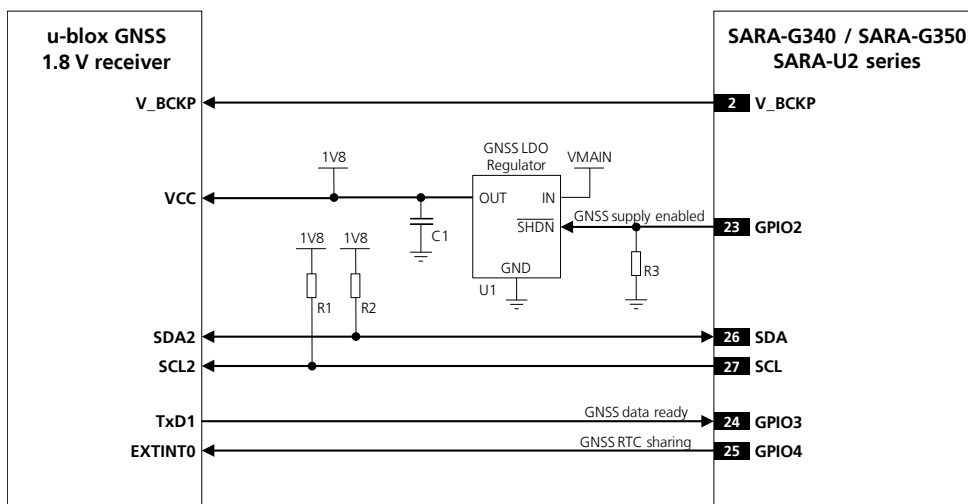 u-blox GNSS
1.8 V receiver
SARA-G340 / SARA-G350
SARA-U2 series
V_BCKP
2 V_BCKP
GNSS LDO
Regulator
VMAIN
1V8
VCC
OUT
IN
SHDN
GND
U1
C1
GNSS supply enabled
23 GPIO2
R3
1V8
1V8
R1
R2
SDA2
26 SDA
SCL2
27 SCL
TxD1
GNSS data ready
24 GPIO3
EXTINT0
GNSS RTC sharing
25 GPIO4